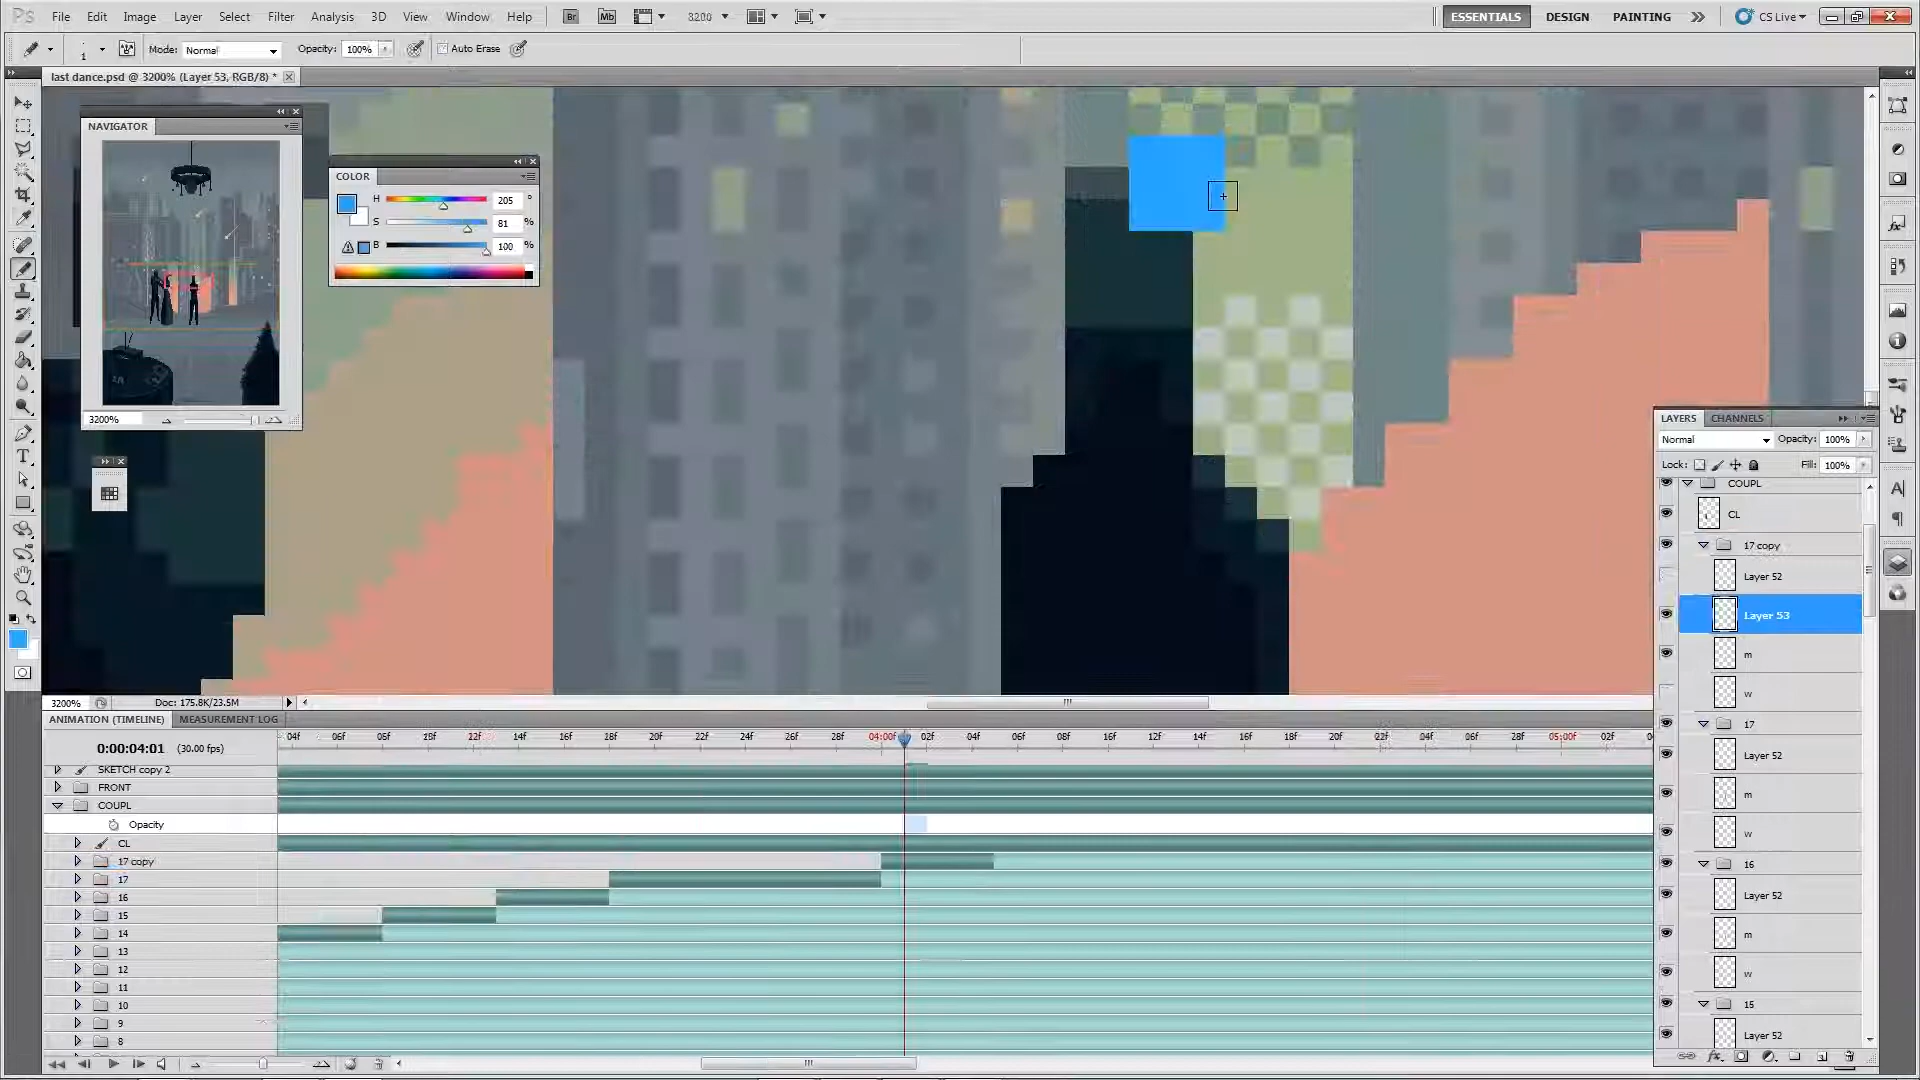 Ps File Edit Image Layer Select Filter Analysis 3D View Window Help Br Mb 3200 ESSENTIALS DESIGN PAINTING CS Live
1 Mode: Normal Opacity: 100% Auto Erase
last dance.psd @ 3200% (Layer 53, RGB/8) *
NAVIGATOR
3200%
COLOR
H 205 °
S 81 %
B 100 %
LAYERS CHANNELS
Normal Opacity: 100%
Lock: Fill: 100%
COUPL
CL
17 copy
Layer 52
Layer 53
m
w
17
Layer 52
m
w
16
Layer 52
m
w
15
Layer 52
3200% Doc: 175.8K/23.5M
ANIMATION (TIMELINE) MEASUREMENT LOG
0:00:04:01 (30.00 fps)
04f 06f 05f 22f 14f 16f 18f 20f 22f 24f 26f 28f 04:00f 02f 04f 06f 16f 14f 18f 20f 22f 24f 26f 28f 05:00f 02f
SKETCH copy 2
FRONT
COUPL
Opacity
CL
17 copy
17
16
15
14
13
12
11
10
9
8